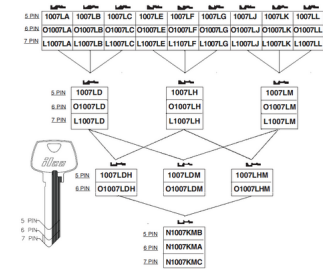 5 PIN 1007LA 1007LB 1007LC 1007LE 1007LF 1007LG 1007LJ 1007LK 1007LL
6 PIN O1007LA O1007LB O1007LC O1007LE O1007LF O1007LG O1007LJ O1007LK O1007LL
7 PIN L1007LA L1007LB L1007LC L1007LE L1107LF L1007LG L1007LJ L1007LK L1007LL
5 PIN 1007LD 1007LH 1007LM
6 PIN O1007LD O1007LH O1007LM
7 PIN L1007LD L1007LH L1007LM
5 PIN 1007LDH 1007LDM 1007LHM
6 PIN O1007LDH O1007LDM O1007LHM
ilco
5 PIN
6 PIN
7 PIN
5 PIN N1007KMB
6 PIN N1007KMA
7 PIN N1007KMC